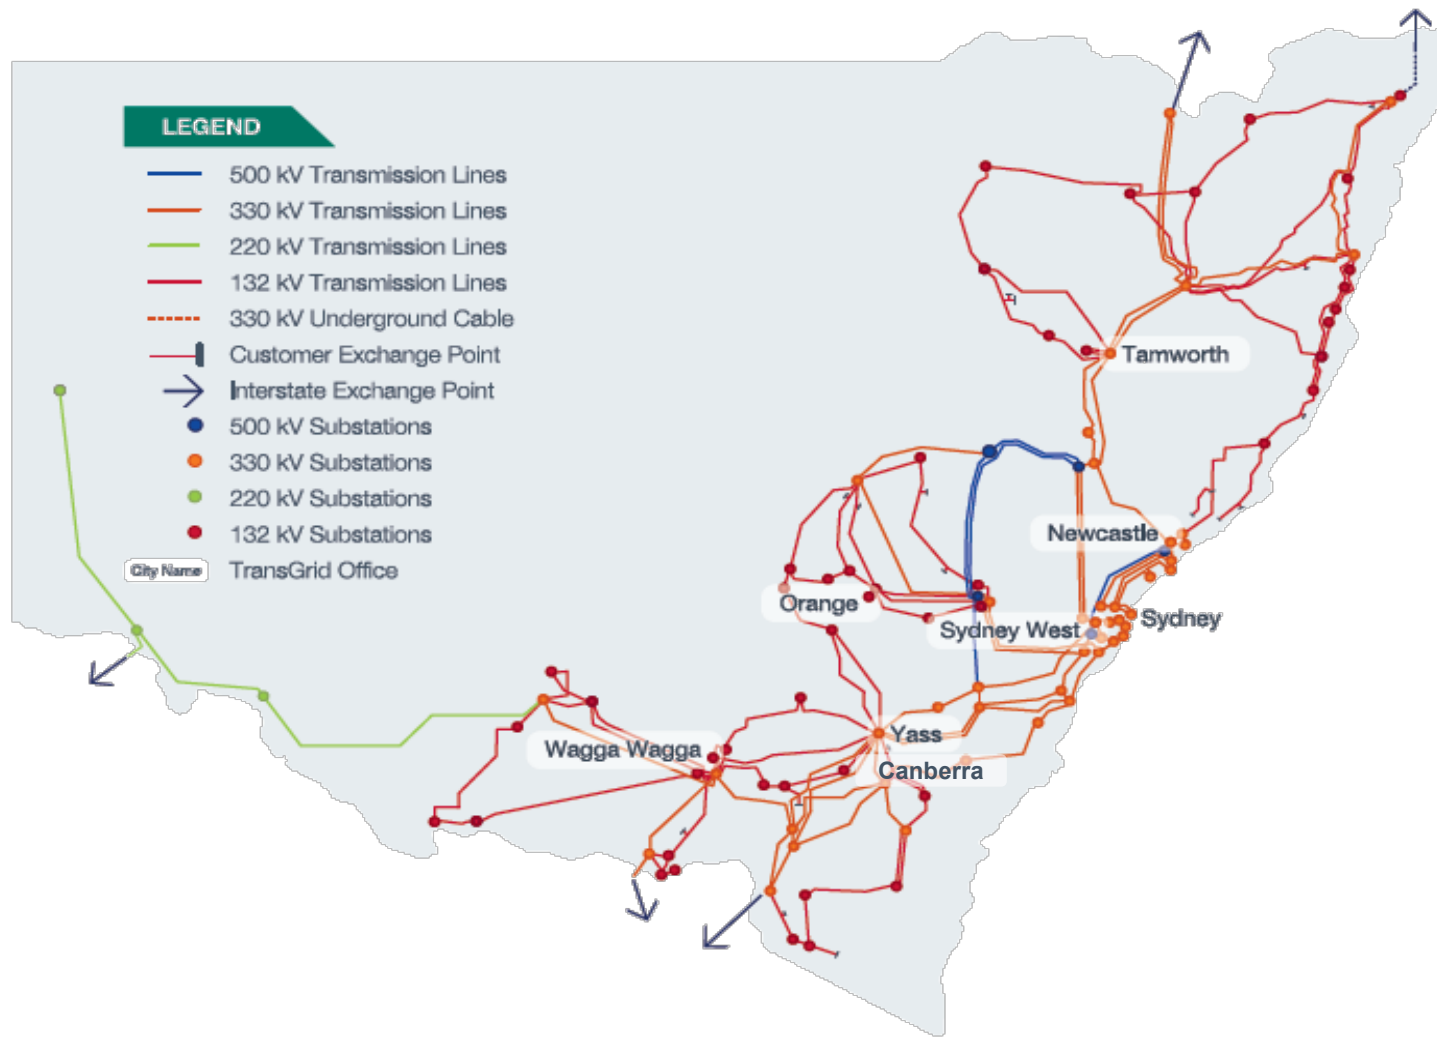 LEGEND
500 kV Transmission Lines
330 kV Transmission Lines
220 kV Transmission Lines
132 kV Transmission Lines
330 kV Underground Cable
Customer Exchange Point
Interstate Exchange Point
500 kV Substations
330 kV Substations
220 kV Substations
132 kV Substations
City Name TransGrid Office
Tamworth
Newcastle
Orange
Sydney West
Sydney
Yass
Wagga Wagga
Canberra